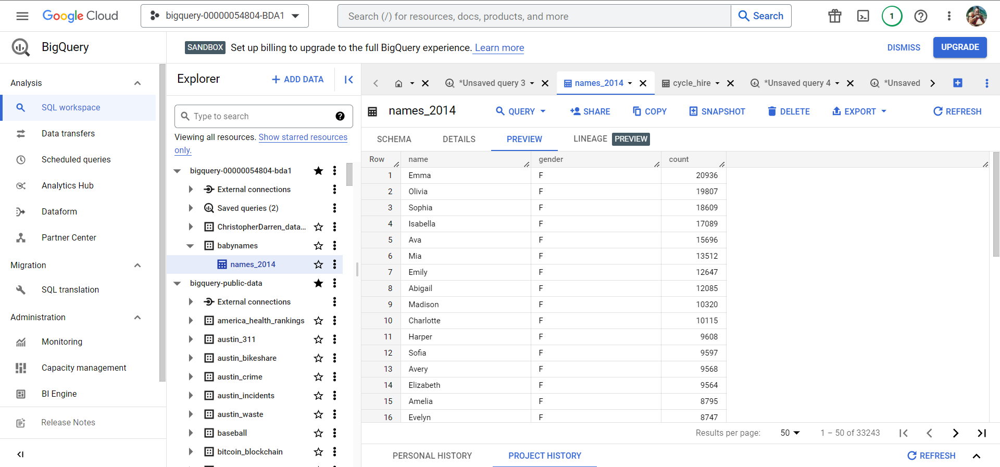 Google Cloud
bigquery-00000054804-BDA1
Search (/) for resources, docs, products, and more
Search
1
BigQuery
SANDBOX Set up billing to upgrade to the full BigQuery experience. Learn more
DISMISS
UPGRADE
Analysis
SQL workspace
Data transfers
Scheduled queries
Analytics Hub
Dataform
Partner Center
Migration
SQL translation
Administration
Monitoring
Capacity management
BI Engine
Release Notes
Explorer
ADD DATA
Type to search
Viewing all resources. Show starred resources
only.
bigquery-00000054804-bda1
External connections
Saved queries (2)
ChristopherDarren_data...
babynames
names_2014
bigquery-public-data
External connections
america_health_rankings
austin_311
austin_bikeshare
austin_crime
austin_incidents
austin_waste
baseball
bitcoin_blockchain
*Unsaved query 3
names_2014
cycle_hire
*Unsaved query 4
*Unsaved
names_2014
QUERY
SHARE
COPY
SNAPSHOT
DELETE
EXPORT
REFRESH
SCHEMA
DETAILS
PREVIEW
LINEAGE PREVIEW
Row name gender count
1 Emma F 20936
2 Olivia F 19807
3 Sophia F 18609
4 Isabella F 17089
5 Ava F 15696
6 Mia F 13512
7 Emily F 12647
8 Abigail F 12085
9 Madison F 10320
10 Charlotte F 10115
11 Harper F 9608
12 Sofia F 9597
13 Avery F 9568
14 Elizabeth F 9564
15 Amelia F 8795
16 Evelyn F 8747
Results per page: 50 1 – 50 of 33243
PERSONAL HISTORY
PROJECT HISTORY
REFRESH